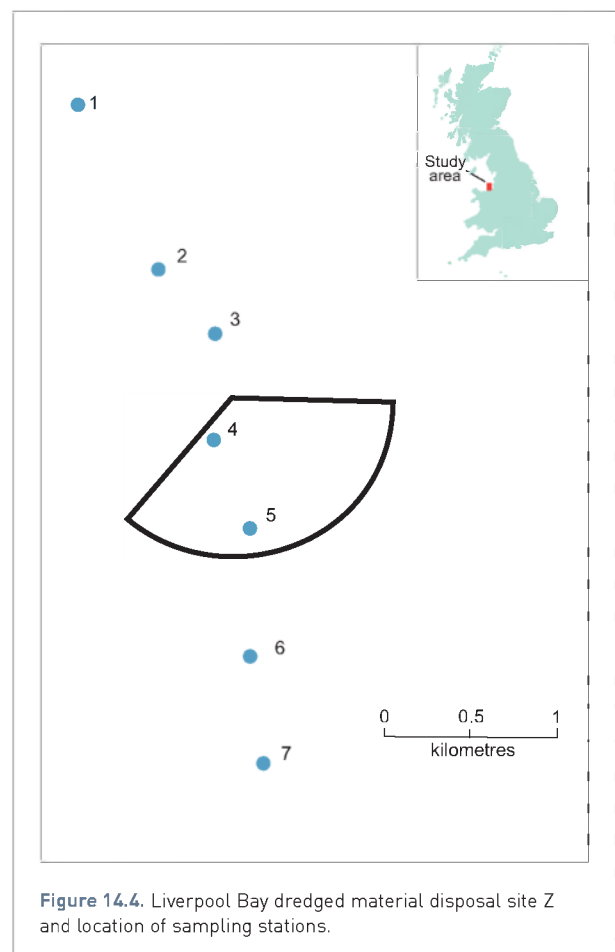 1
Study
area
2
3
4
5
6
0 0.5 1
kilometres
7
Figure 14.4. Liverpool Bay dredged material disposal site Z
and location of sampling stations.